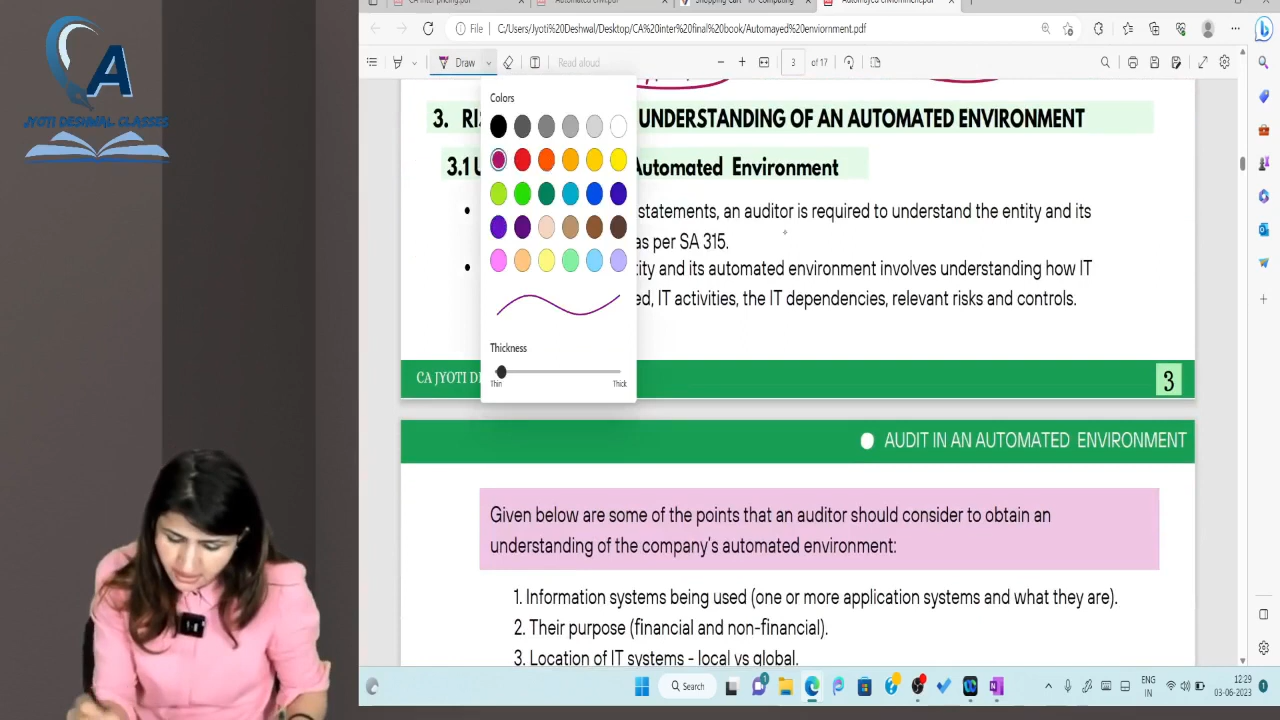 CA
JYOTI DESHWAL CLASSES
File C:/Users/Jyoti Deshwal/Desktop/CA%20inter%20final%20book/Automayed%20enviornment.pdf
Draw
Read aloud
3 of 17
Colors
Thickness
Thin Thick
3. RIS UNDERSTANDING OF AN AUTOMATED ENVIRONMENT
3.1 U Automated Environment
statements, an auditor is required to understand the entity and its
as per SA 315.
tity and its automated environment involves understanding how IT
ed, IT activities, the IT dependencies, relevant risks and controls.
CA JYOTI DE
3
AUDIT IN AN AUTOMATED ENVIRONMENT
Given below are some of the points that an auditor should consider to obtain an
understanding of the company's automated environment:
1. Information systems being used (one or more application systems and what they are).
2. Their purpose (financial and non-financial).
3. Location of IT systems - local vs global.
Search
ENG
IN
12:29
03-06-2023